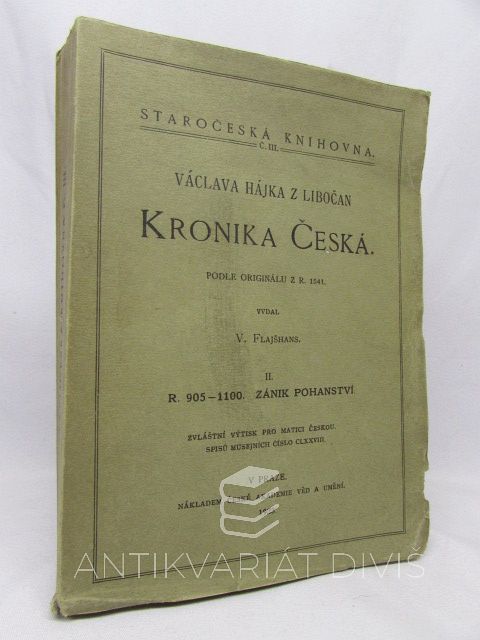 STAROČESKÁ KNIHOVNA.
Č. III.
VÁCLAVA HÁJKA Z LIBOČAN
KRONIKA ČESKÁ.
PODLE ORIGINÁLU Z R. 1541.
VYDAL
V. FLAJŠHANS.
II.
R. 905–1100. ZÁNIK POHANSTVÍ
ZVLÁŠTNÍ VÝTISK PRO MATICI ČESKOU.
SPISŮ MUSEJNÍCH ČÍSLO CLXXVIII.
V PRAZE.
NÁKLADEM ČESKÉ AKADEMIE VĚD A UMĚNÍ.
ANTIKVARIÁT DIVIŠ